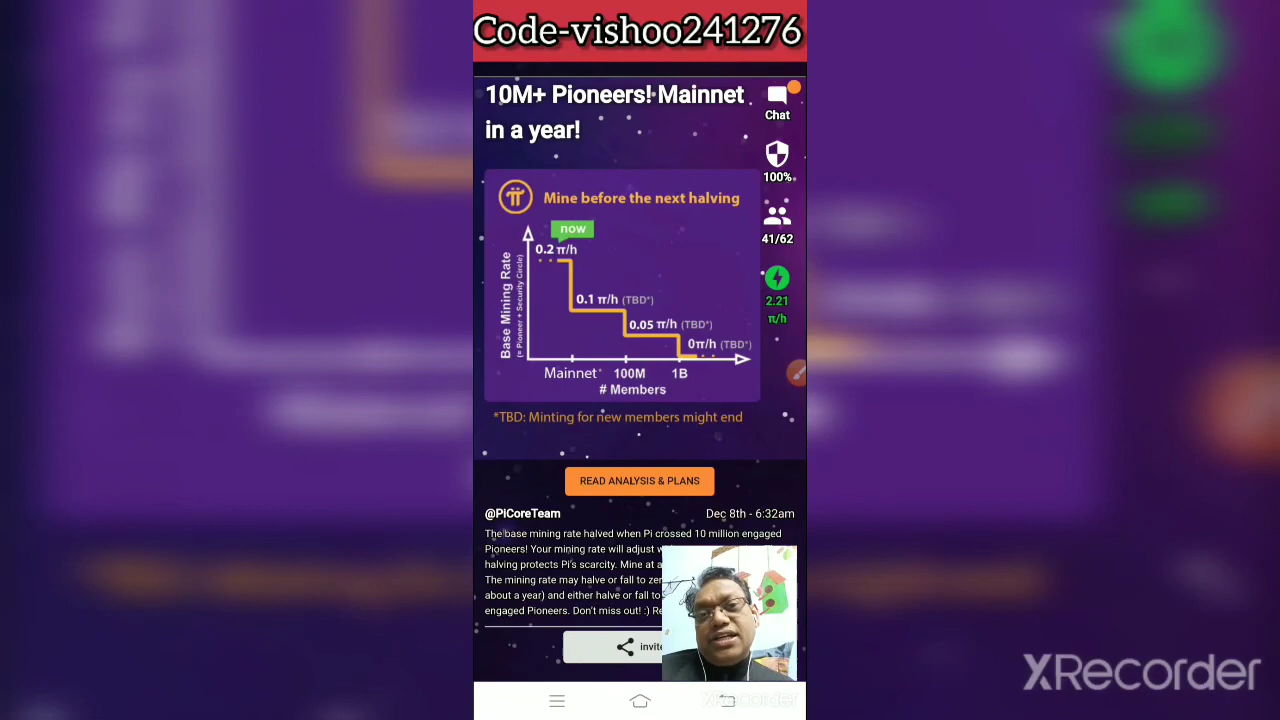 Code-vishoo241276
10M+ Pioneers! Mainnet
in a year!
Chat
100%
41/62
2.21
π/h
Mine before the next halving
now
0.2 π/h
0.1 π/h (TBD*)
0.05 π/h (TBD*)
0π/h (TBD*)
Base Mining Rate
(= Pioneer + Security Circle)
Mainnet* 100M 1B
# Members
*TBD: Minting for new members might end
READ ANALYSIS & PLANS
@PiCoreTeam Dec 8th - 6:32am
The base mining rate halved when Pi crossed 10 million engaged
Pioneers! Your mining rate will adjust
halving protects Pi's scarcity. Mine at
The mining rate may halve or fall to
about a year) and either halve or fall to
engaged Pioneers. Don't miss out! :)
invite
XRecorder
XRecorder